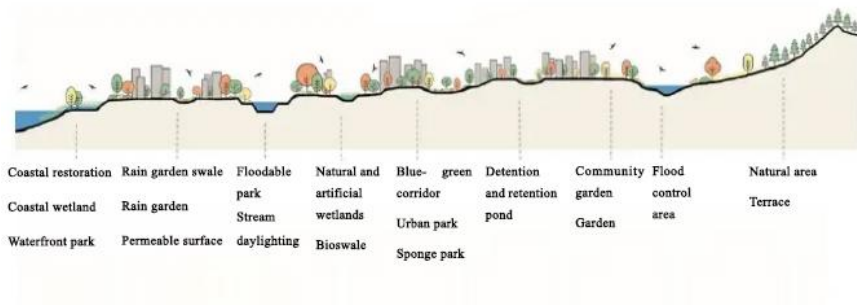 Coastal restoration
Coastal wetland
Waterfront park
Rain garden swale
Rain garden
Permeable surface
Floodable
park
Stream
daylighting
Natural and
artificial
wetlands
Bioswale
Blue- green
corridor
Urban park
Sponge park
Detention
and retention
pond
Community
garden
Garden
Flood
control
area
Natural area
Terrace